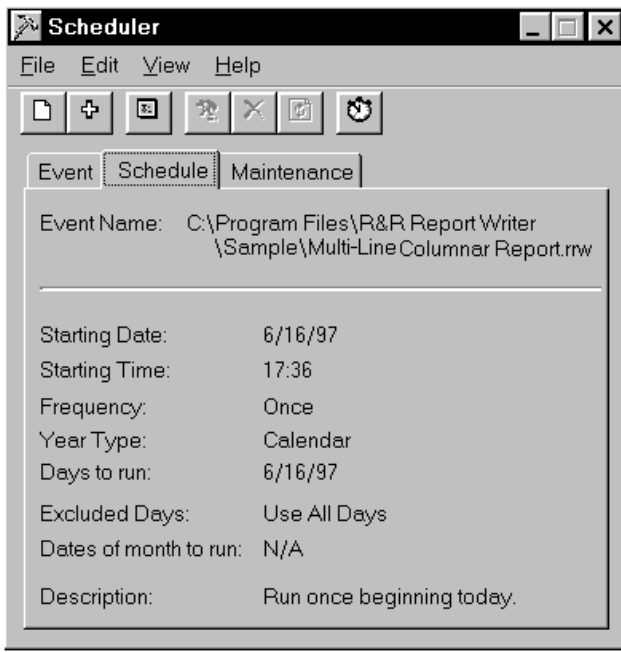 Scheduler
File Edit View Help
Event Schedule Maintenance
Event Name: C:\Program Files\R&R Report Writer
\Sample\Multi-Line Columnar Report.rrw
Starting Date: 6/16/97
Starting Time: 17:36
Frequency: Once
Year Type: Calendar
Days to run: 6/16/97
Excluded Days: Use All Days
Dates of month to run: N/A
Description: Run once beginning today.